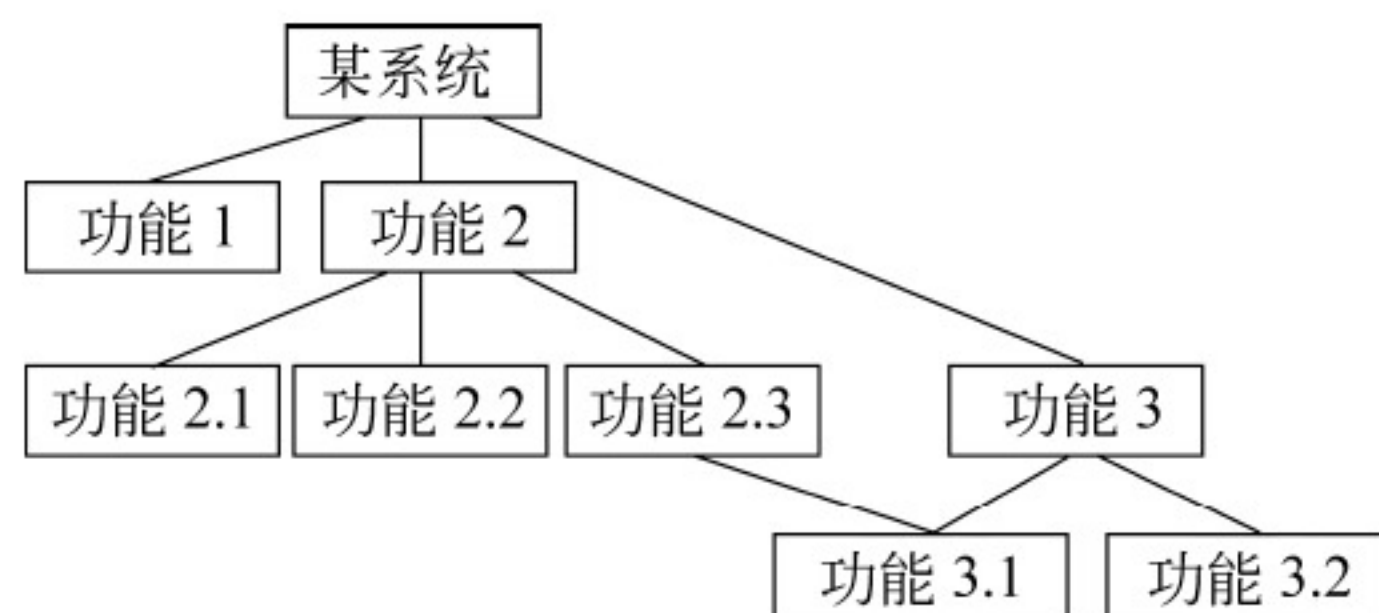 某系统
功能 1
功能 2
功能 2.1
功能 2.2
功能 2.3
功能 3
功能 3.1
功能 3.2